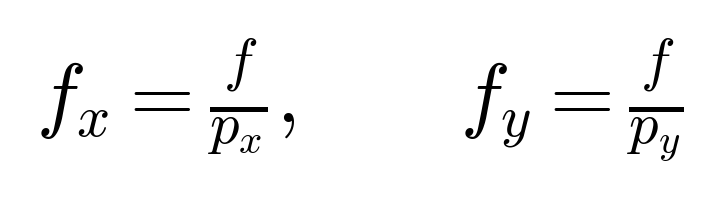 $f_x = \frac{f}{p_x}, \qquad f_y = \frac{f}{p_y}$